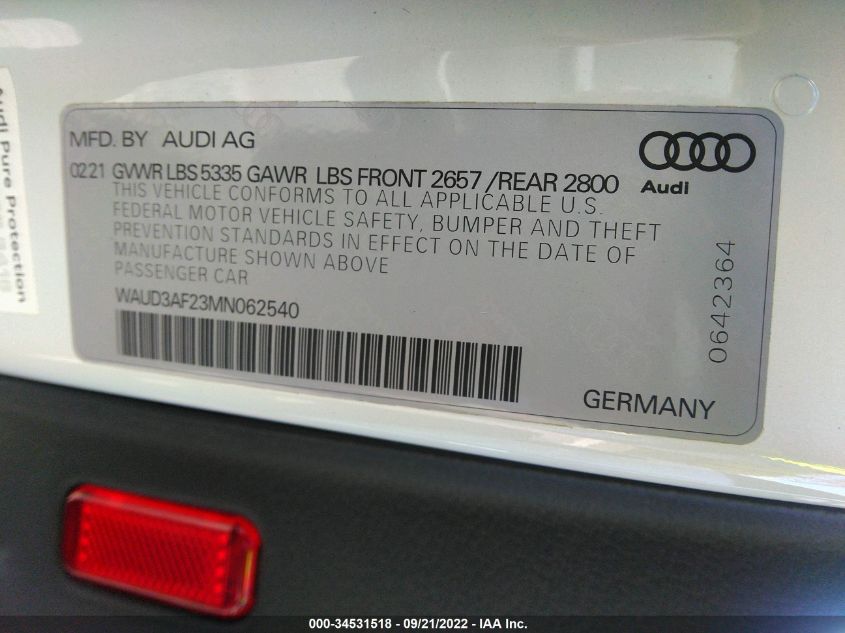 MFD. BY AUDI AG
Audi
02 21 GVWR LBS 5335 GAWR LBS FRONT 2657 /REAR 2800
THIS VEHICLE CONFORMS TO ALL APPLICABLE U.S.
FEDERAL MOTOR VEHICLE SAFETY, BUMPER AND THEFT
PREVENTION STANDARDS IN EFFECT ON THE DATE OF
MANUFACTURE SHOWN ABOVE
PASSENGER CAR
WAUD3AF23MN062540
0642364
GERMANY
Audi Pure Protection
000-34531518 - 09/21/2022 - IAA Inc.